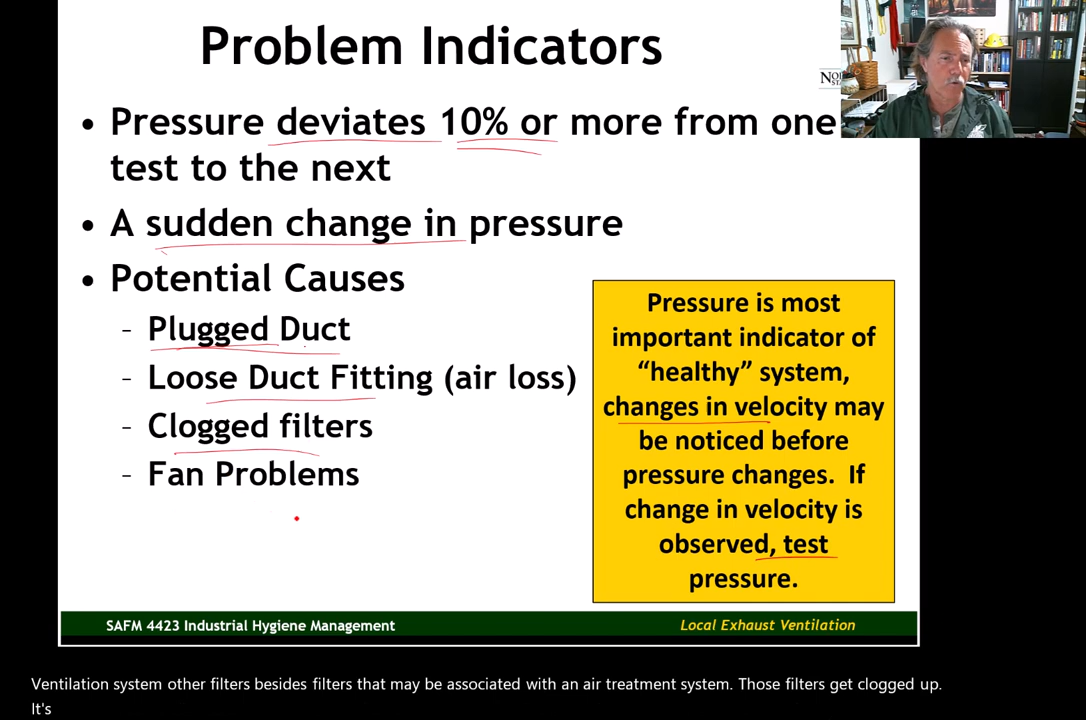 Problem Indicators
• Pressure deviates 10% or more from one
test to the next
• A sudden change in pressure
• Potential Causes
– Plugged Duct
– Loose Duct Fitting (air loss)
– Clogged filters
– Fan Problems
Pressure is most
important indicator of
“healthy” system,
changes in velocity may
be noticed before
pressure changes. If
change in velocity is
observed, test
pressure.
SAFM 4423 Industrial Hygiene Management
Local Exhaust Ventilation
Ventilation system other filters besides filters that may be associated with an air treatment system. Those filters get clogged up.
It's